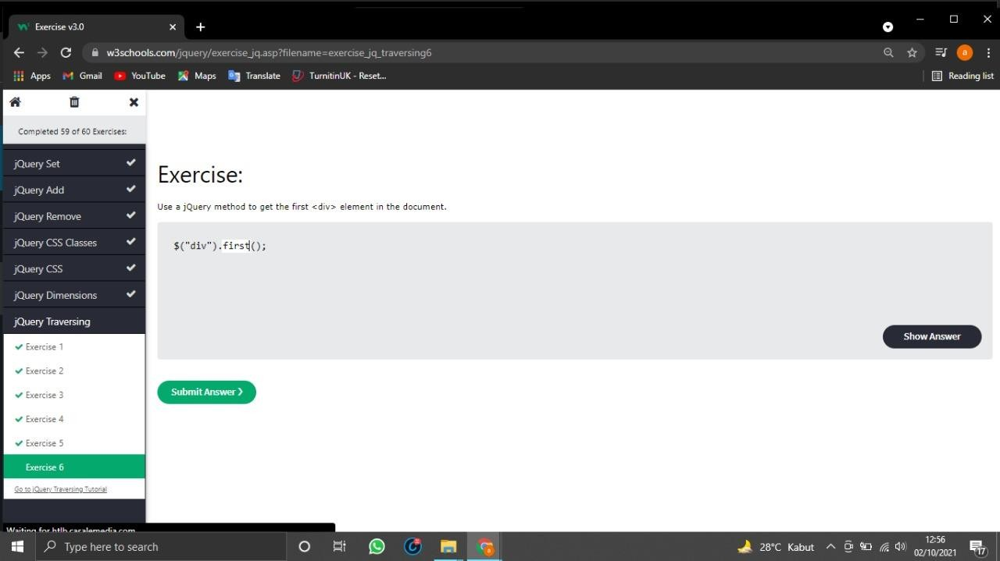 Exercise v3.0
w3schools.com/jquery/exercise_jq.asp?filename=exercise_jq_traversing6
Apps
Gmail
YouTube
Maps
Translate
TurnitinUK - Reset...
Reading list
Completed 59 of 60 Exercises:
jQuery Set
jQuery Add
jQuery Remove
jQuery CSS Classes
jQuery CSS
jQuery Dimensions
jQuery Traversing
Exercise 1
Exercise 2
Exercise 3
Exercise 4
Exercise 5
Exercise 6
Go to jQuery Traversing Tutorial
Exercise:
Use a jQuery method to get the first <div> element in the document.
$("div").first();
Show Answer
Submit Answer ❯
Waiting for htlb.casalemedia.com
Type here to search
28°C Kabut
12:56
02/10/2021
17